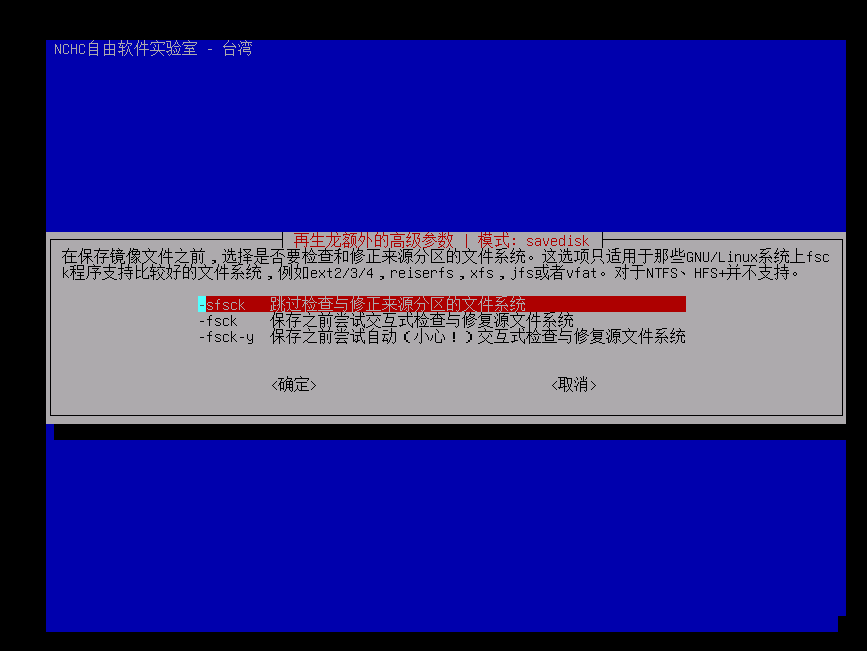 NCHC自由软件实验室 - 台湾
再生龙额外的高级参数 | 模式: savedisk
在保存镜像文件之前，选择是否要检查和修正来源分区的文件系统。这选项只适用于那些GNU/Linux系统上fsc
k程序支持比较好的文件系统，例如ext2/3/4，reiserfs，xfs，jfs或者vfat。对于NTFS、HFS+并不支持。
-sfsck 跳过检查与修正来源分区的文件系统
-fsck 保存之前尝试交互式检查与修复源文件系统
-fsck-y 保存之前尝试自动（小心！）交互式检查与修复源文件系统
<确定> <取消>